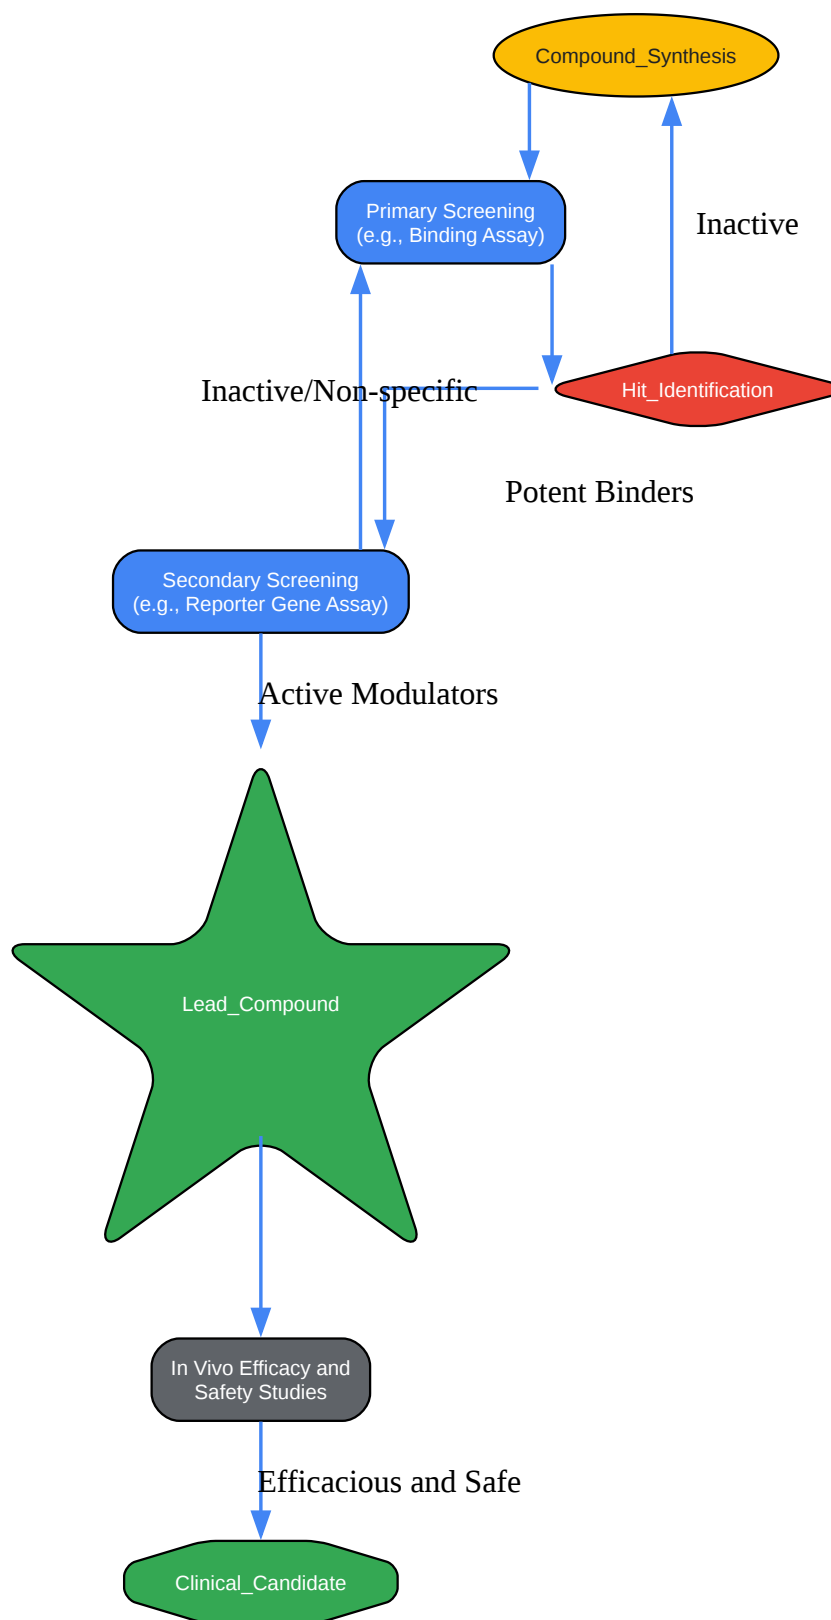 Compound_Synthesis
Primary Screening
(e.g., Binding Assay)
Inactive
Inactive/Non-specific
Hit_Identification
Potent Binders
Secondary Screening
(e.g., Reporter Gene Assay)
Active Modulators
Lead_Compound
In Vivo Efficacy and
Safety Studies
Efficacious and Safe
Clinical_Candidate